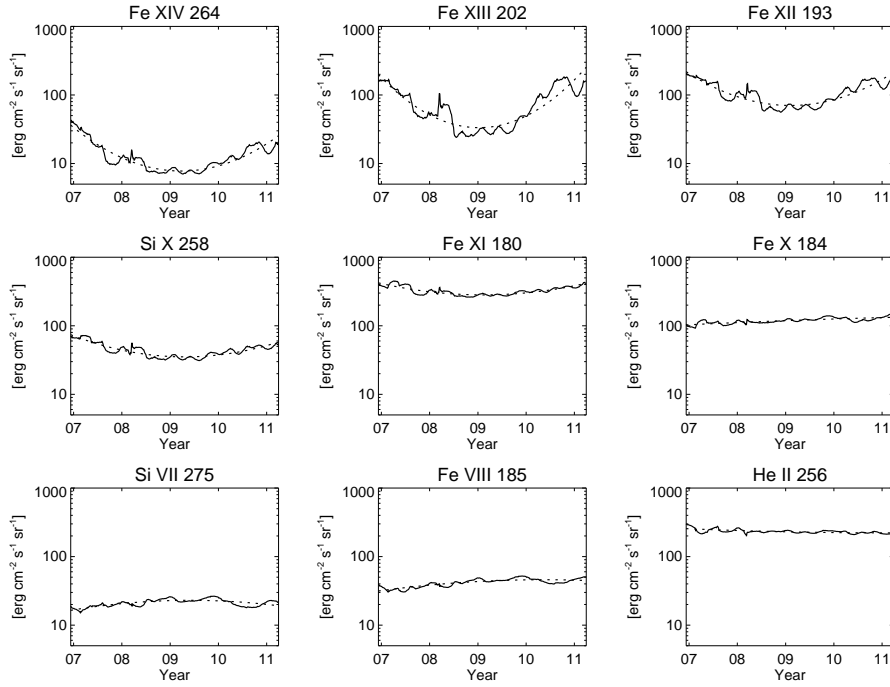 Fe XIV 264
1000
100
10
[erg cm⁻² s⁻¹ sr⁻¹]
07 08 09 10 11
Year
Fe XIII 202
1000
100
10
[erg cm⁻² s⁻¹ sr⁻¹]
07 08 09 10 11
Year
Fe XII 193
1000
100
10
[erg cm⁻² s⁻¹ sr⁻¹]
07 08 09 10 11
Year
Si X 258
1000
100
10
[erg cm⁻² s⁻¹ sr⁻¹]
07 08 09 10 11
Year
Fe XI 180
1000
100
10
[erg cm⁻² s⁻¹ sr⁻¹]
07 08 09 10 11
Year
Fe X 184
1000
100
10
[erg cm⁻² s⁻¹ sr⁻¹]
07 08 09 10 11
Year
Si VII 275
1000
100
10
[erg cm⁻² s⁻¹ sr⁻¹]
07 08 09 10 11
Year
Fe VIII 185
1000
100
10
[erg cm⁻² s⁻¹ sr⁻¹]
07 08 09 10 11
Year
He II 256
1000
100
10
[erg cm⁻² s⁻¹ sr⁻¹]
07 08 09 10 11
Year